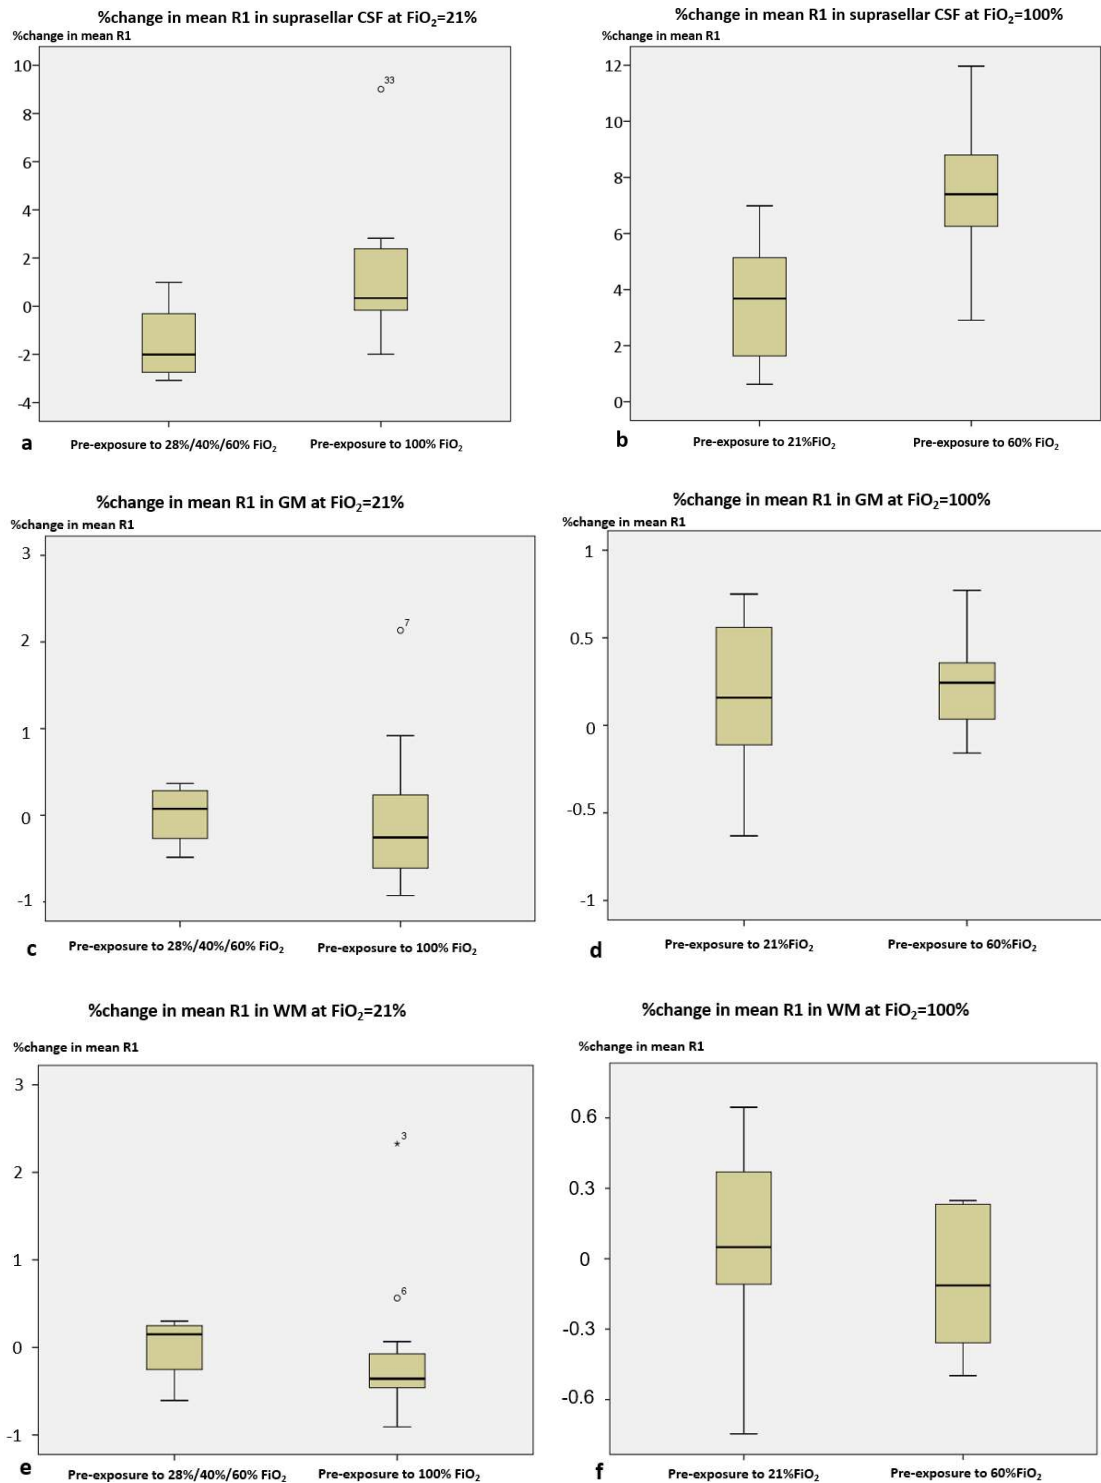 %change in mean R1 in suprasellar CSF at FiO₂=21%
%change in mean R1
10
8
6
4
2
0
-2
-4
33
a
Pre-exposure to 28%/40%/60% FiO₂
Pre-exposure to 100% FiO₂
%change in mean R1 in suprasellar CSF at FiO₂=100%
%change in mean R1
12
10
8
6
4
2
0
b
Pre-exposure to 21%FiO₂
Pre-exposure to 60% FiO₂
%change in mean R1 in GM at FiO₂=21%
%change in mean R1
3
2
1
0
-1
7
c
Pre-exposure to 28%/40%/60% FiO₂
Pre-exposure to 100% FiO₂
%change in mean R1 in GM at FiO₂=100%
%change in mean R1
1
0.5
0
-0.5
-1
d
Pre-exposure to 21%FiO₂
Pre-exposure to 60%FiO₂
%change in mean R1 in WM at FiO₂=21%
%change in mean R1
3
2
1
0
-1
*3
6
e
Pre-exposure to 28%/40%/60% FiO₂
Pre-exposure to 100% FiO₂
%change in mean R1 in WM at FiO₂=100%
%change in mean R1
0.6
0.3
0
-0.3
-0.6
f
Pre-exposure to 21%FiO₂
Pre-exposure to 60%FiO₂